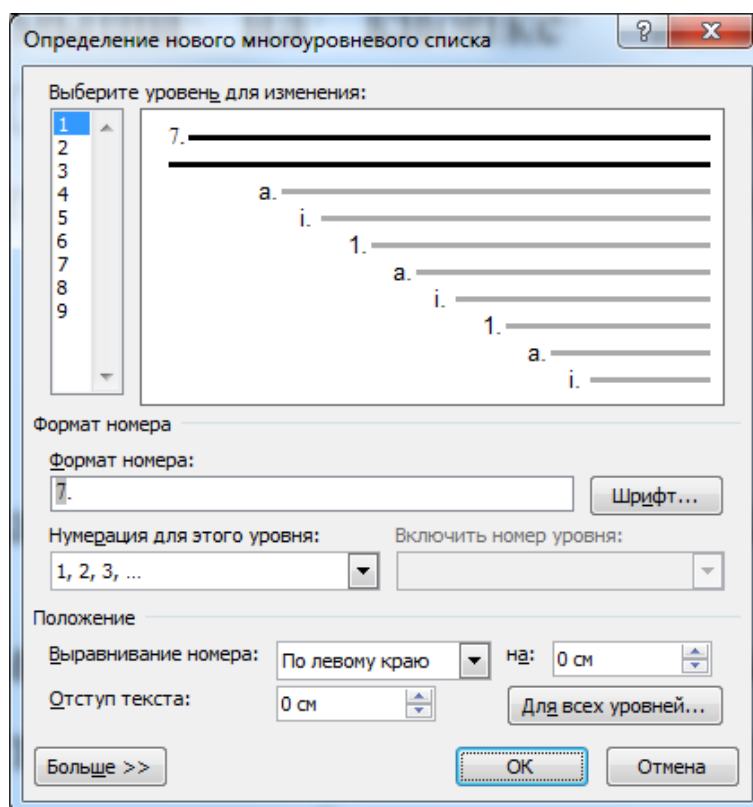 Определение нового многоуровневого списка
Выберите уровень для изменения:
1
2
3
4
5
6
7
8
9
7.
a.
i.
1.
a.
i.
1.
a.
i.
Формат номера
Формат номера:
7.
Шрифт...
Нумерация для этого уровня: Включить номер уровня:
1, 2, 3, ...
Положение
Выравнивание номера: По левому краю на: 0 см
Отступ текста: 0 см Для всех уровней...
Больше >> ОК Отмена